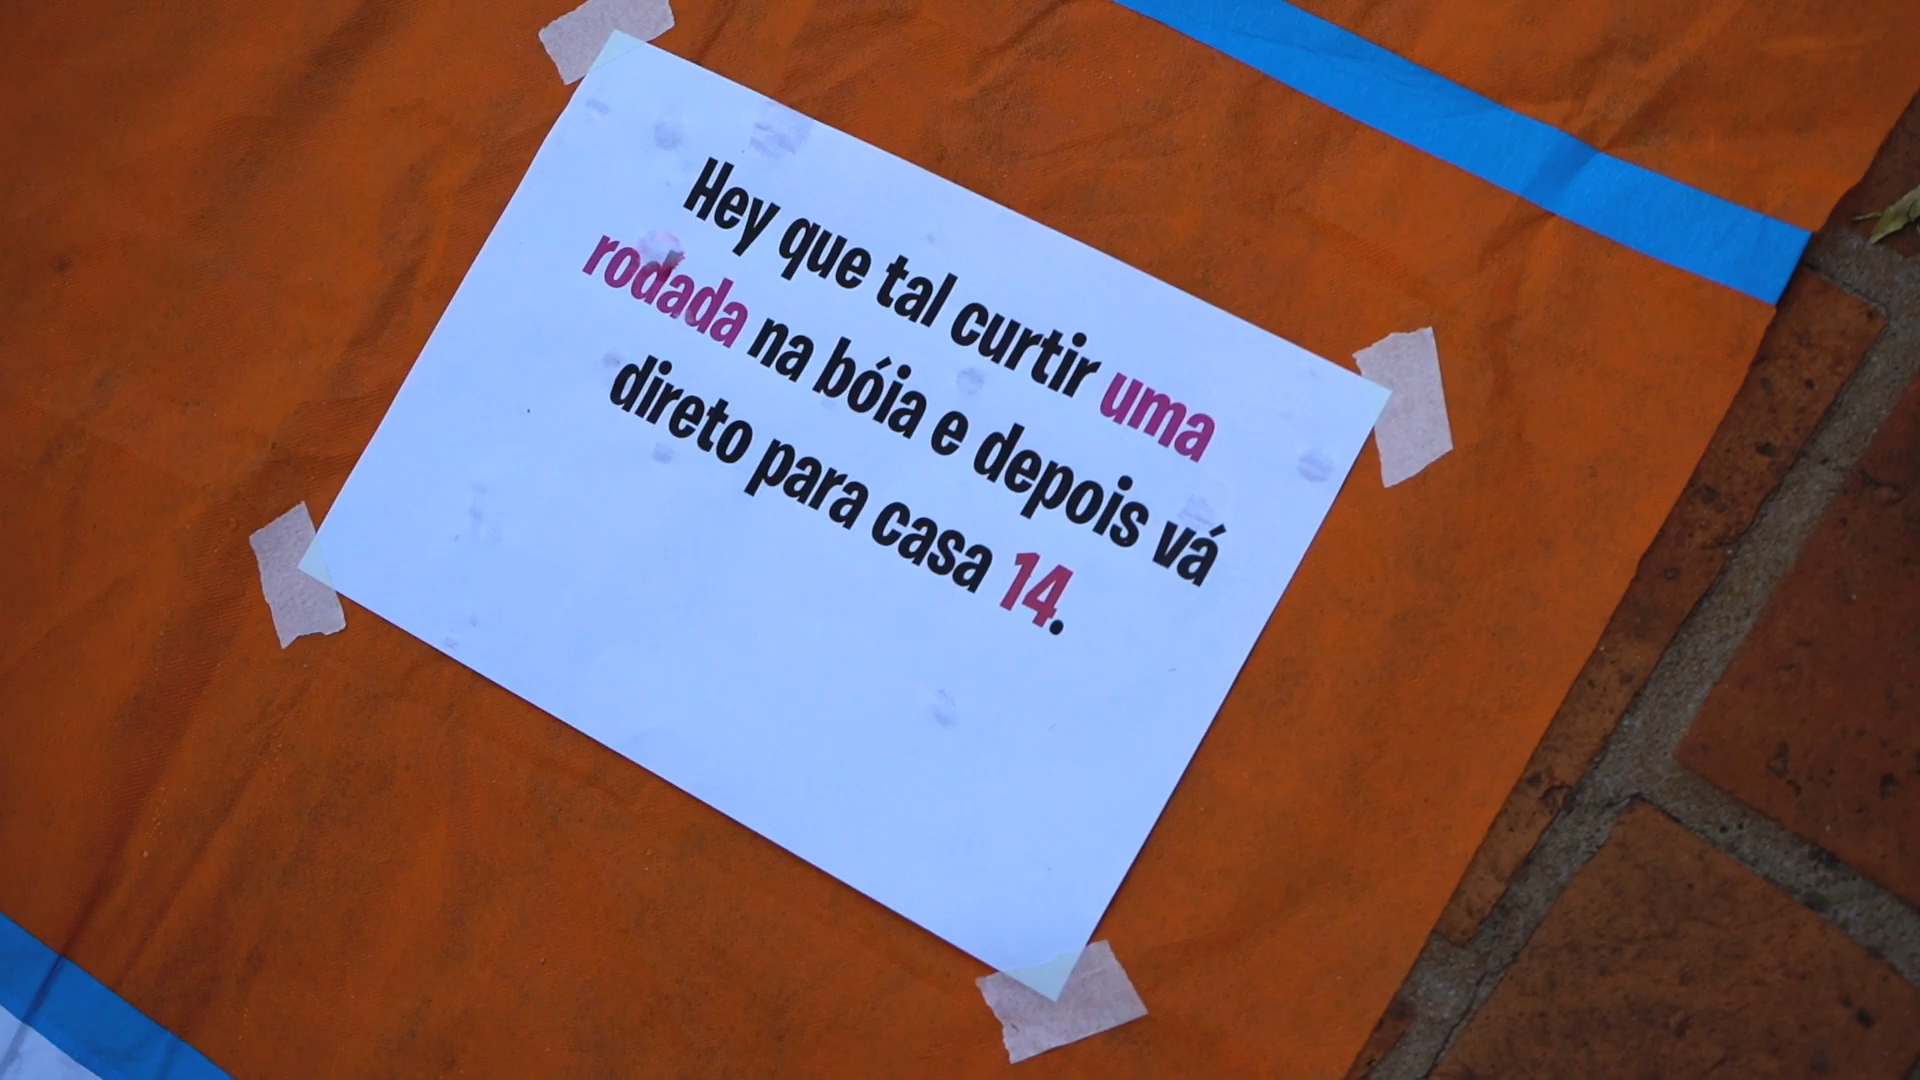 Hey que tal curtir uma
rodada na bóia e depois vá
direto para casa 14.